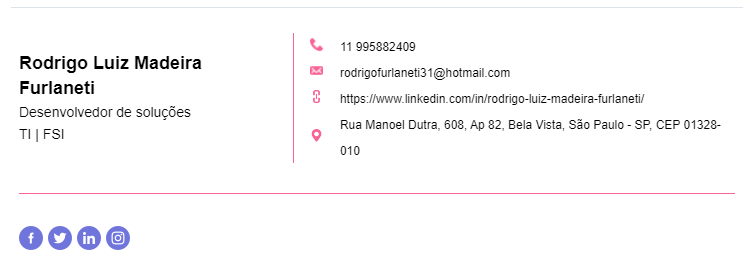 Rodrigo Luiz Madeira
Furlaneti
Desenvolvedor de soluções
TI | FSI
11 995882409
rodrigofurlaneti31@hotmail.com
https://www.linkedin.com/in/rodrigo-luiz-madeira-furlaneti/
Rua Manoel Dutra, 608, Ap 82, Bela Vista, São Paulo - SP, CEP 01328-
010